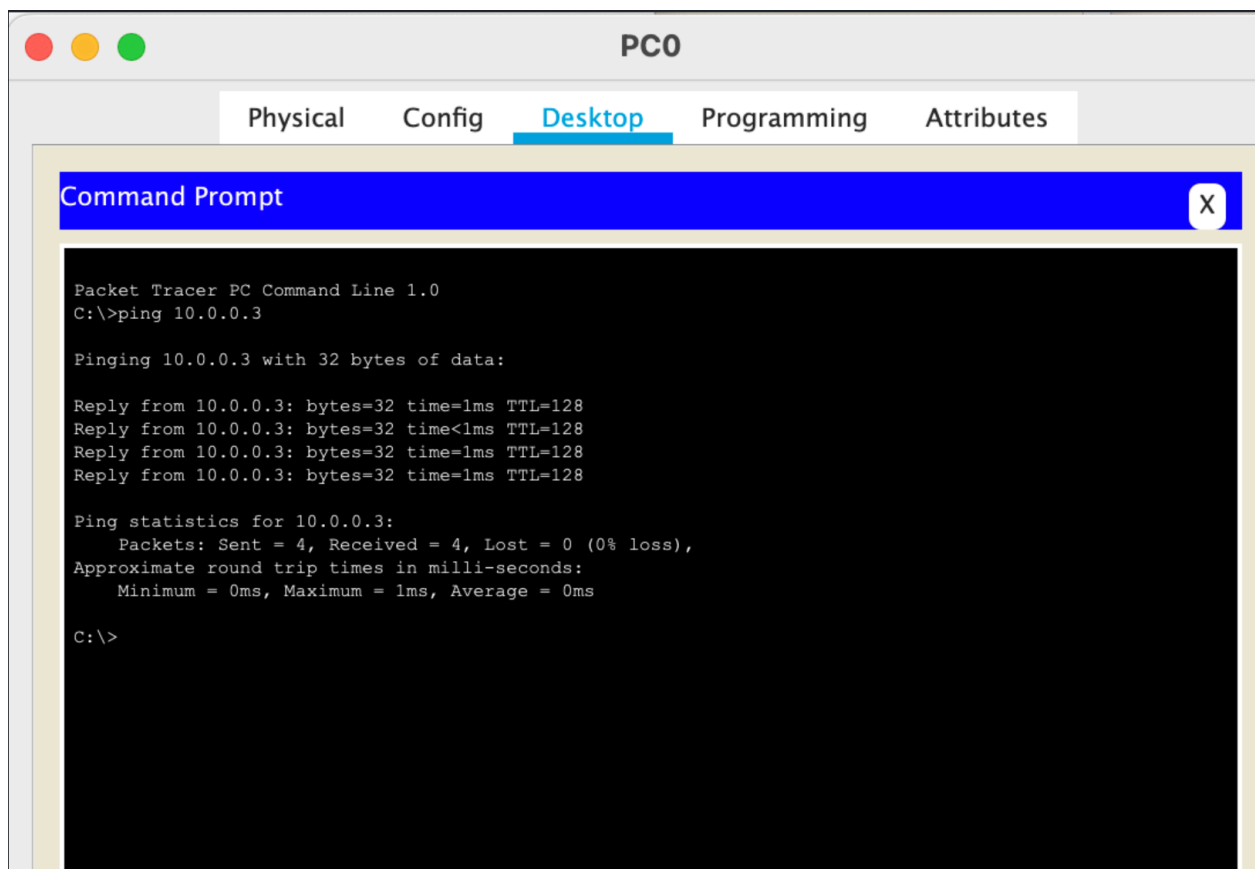 PC0
Physical Config Desktop Programming Attributes
Command Prompt
X
Packet Tracer PC Command Line 1.0
C:\>ping 10.0.0.3
Pinging 10.0.0.3 with 32 bytes of data:
Reply from 10.0.0.3: bytes=32 time=1ms TTL=128
Reply from 10.0.0.3: bytes=32 time<1ms TTL=128
Reply from 10.0.0.3: bytes=32 time=1ms TTL=128
Reply from 10.0.0.3: bytes=32 time=1ms TTL=128
Ping statistics for 10.0.0.3:
    Packets: Sent = 4, Received = 4, Lost = 0 (0% loss),
Approximate round trip times in milli-seconds:
    Minimum = 0ms, Maximum = 1ms, Average = 0ms
C:\>